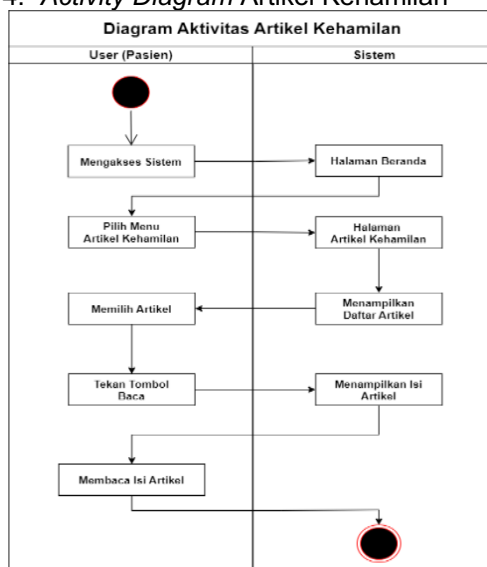 4. Activity Diagram Artikel Kehamilan
Diagram Aktivitas Artikel Kehamilan
User (Pasien)
Sistem
Mengakses Sistem
Halaman Beranda
Pilih Menu
Artikel Kehamilan
Halaman
Artikel Kehamilan
Memilih Artikel
Menampilkan
Daftar Artikel
Tekan Tombol
Baca
Menampilkan Isi
Artikel
Membaca Isi Artikel